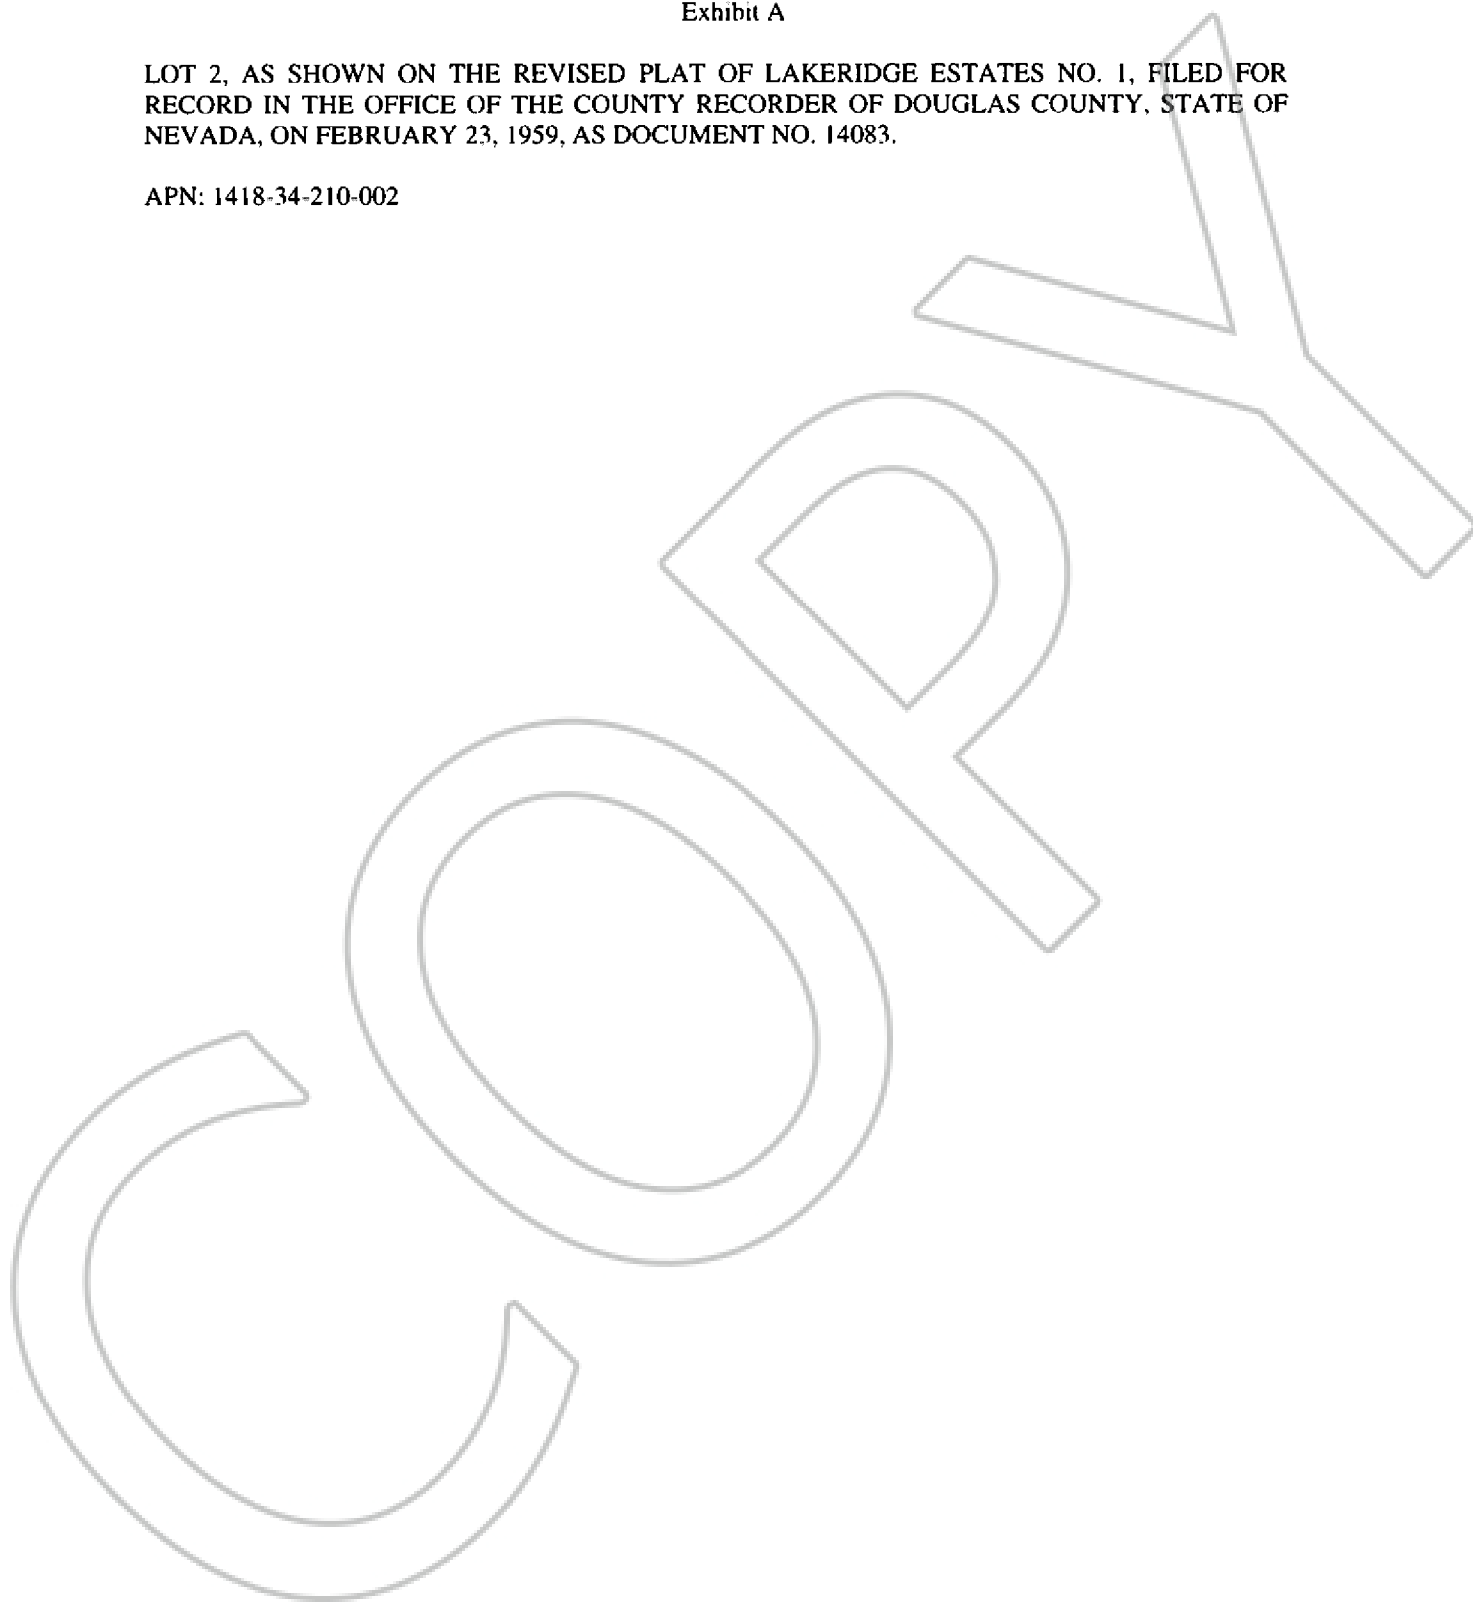 Exhibit A
LOT 2, AS SHOWN ON THE REVISED PLAT OF LAKERIDGE ESTATES NO. 1, FILED FOR
RECORD IN THE OFFICE OF THE COUNTY RECORDER OF DOUGLAS COUNTY, STATE OF
NEVADA, ON FEBRUARY 23, 1959, AS DOCUMENT NO. 14083.
APN: 1418-34-210-002
COPY